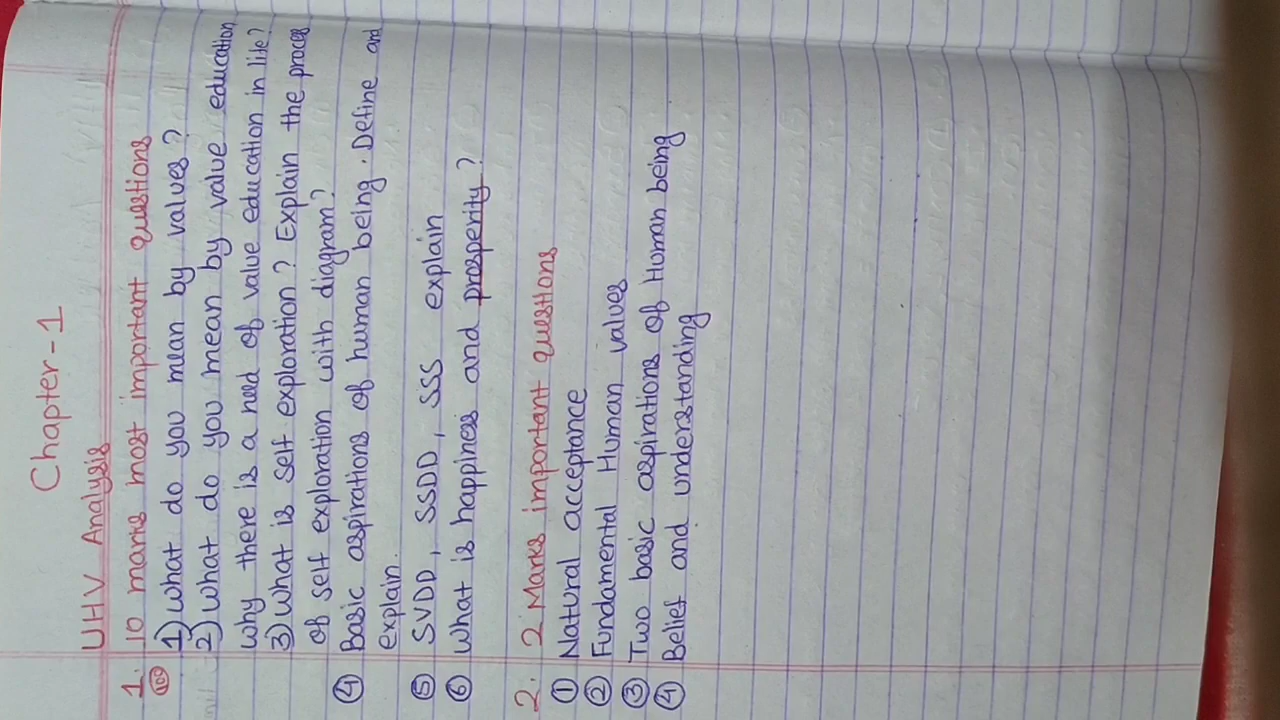 Chapter-1
UHV Analysis
1. 10 marks most important questions
100 1) what do you mean by values?
2) what do you mean by value education
why there is a need of value education in life?
3) what is self exploration? Explain the proces
of self exploration with diagram?
4 Basic aspirations of human being. Define and
explain.
5 SVDD, SSDD, SSS explain
6 what is happiness and prosperity?
2. 2 Marks important questions
1 Natural acceptance
2 Fundamental Human values
3 Two basic aspirations of Human being
4 Belief and understanding